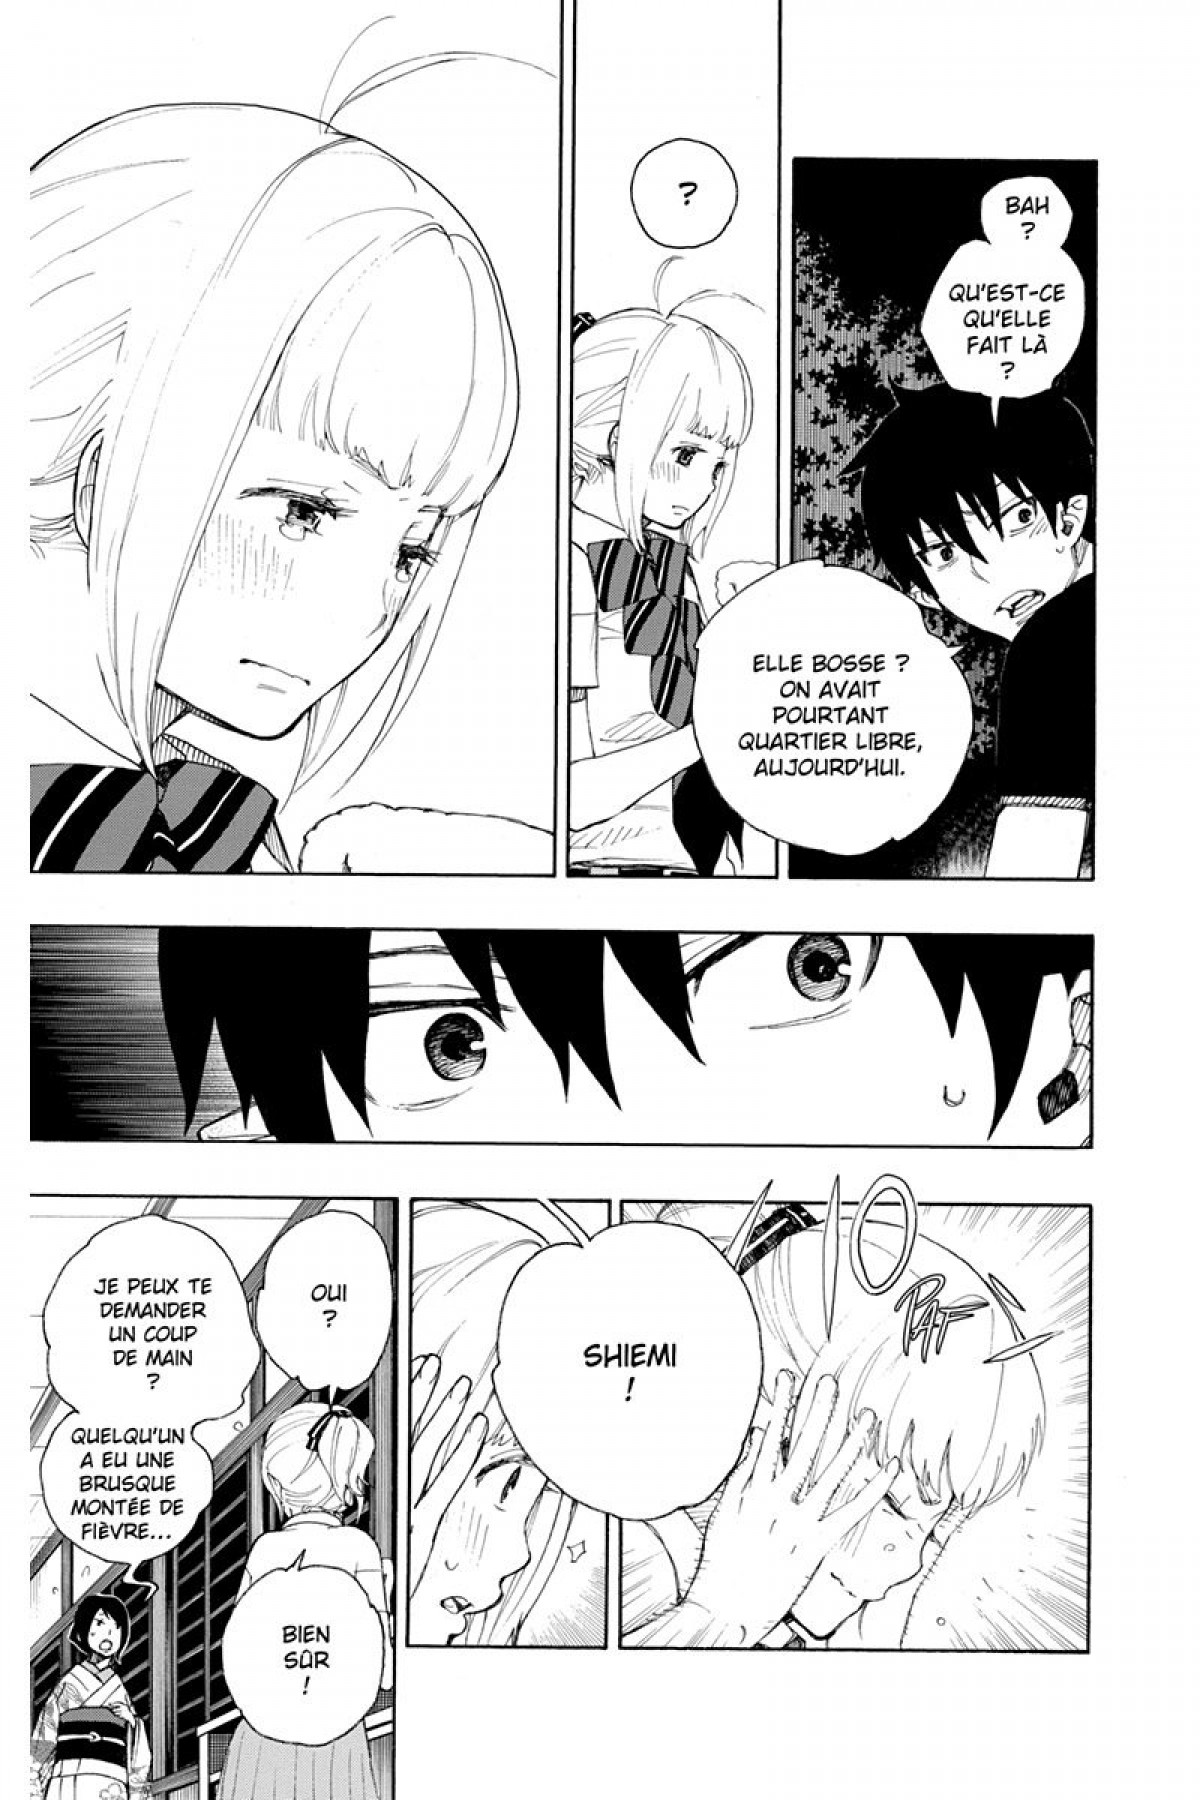 BAH
?
QU'EST-CE
QU'ELLE
FAIT LÀ
?
ELLE BOSSE ?
ON AVAIT
POURTANT
QUARTIER LIBRE,
AUJOURD'HUI.
?
PAF
SHIEMI
!
OUI
?
JE PEUX TE
DEMANDER
UN COUP
DE MAIN
?
QUELQU'UN
A EU UNE
BRUSQUE
MONTÉE DE
FIÈVRE...
BIEN
SÛR
!